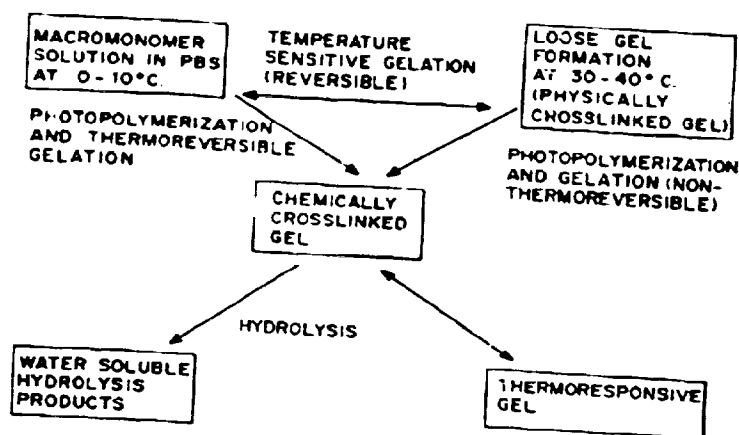 MACROMONOMER
SOLUTION IN PBS
AT 0-10°C.
TEMPERATURE
SENSITIVE GELATION
(REVERSIBLE)
LOOSE GEL
FORMATION
AT 30-40°C.
(PHYSICALLY
CROSSLINKED GEL)
PHOTOPOLYMERIZATION
AND THERMOREVERSIBLE
GELATION
PHOTOPOLYMERIZATION
AND GELATION (NON-
THERMOREVERSIBLE)
CHEMICALLY
CROSSLINKED
GEL
HYDROLYSIS
WATER SOLUBLE
HYDROLYSIS
PRODUCTS
THERMORESPONSIVE
GEL